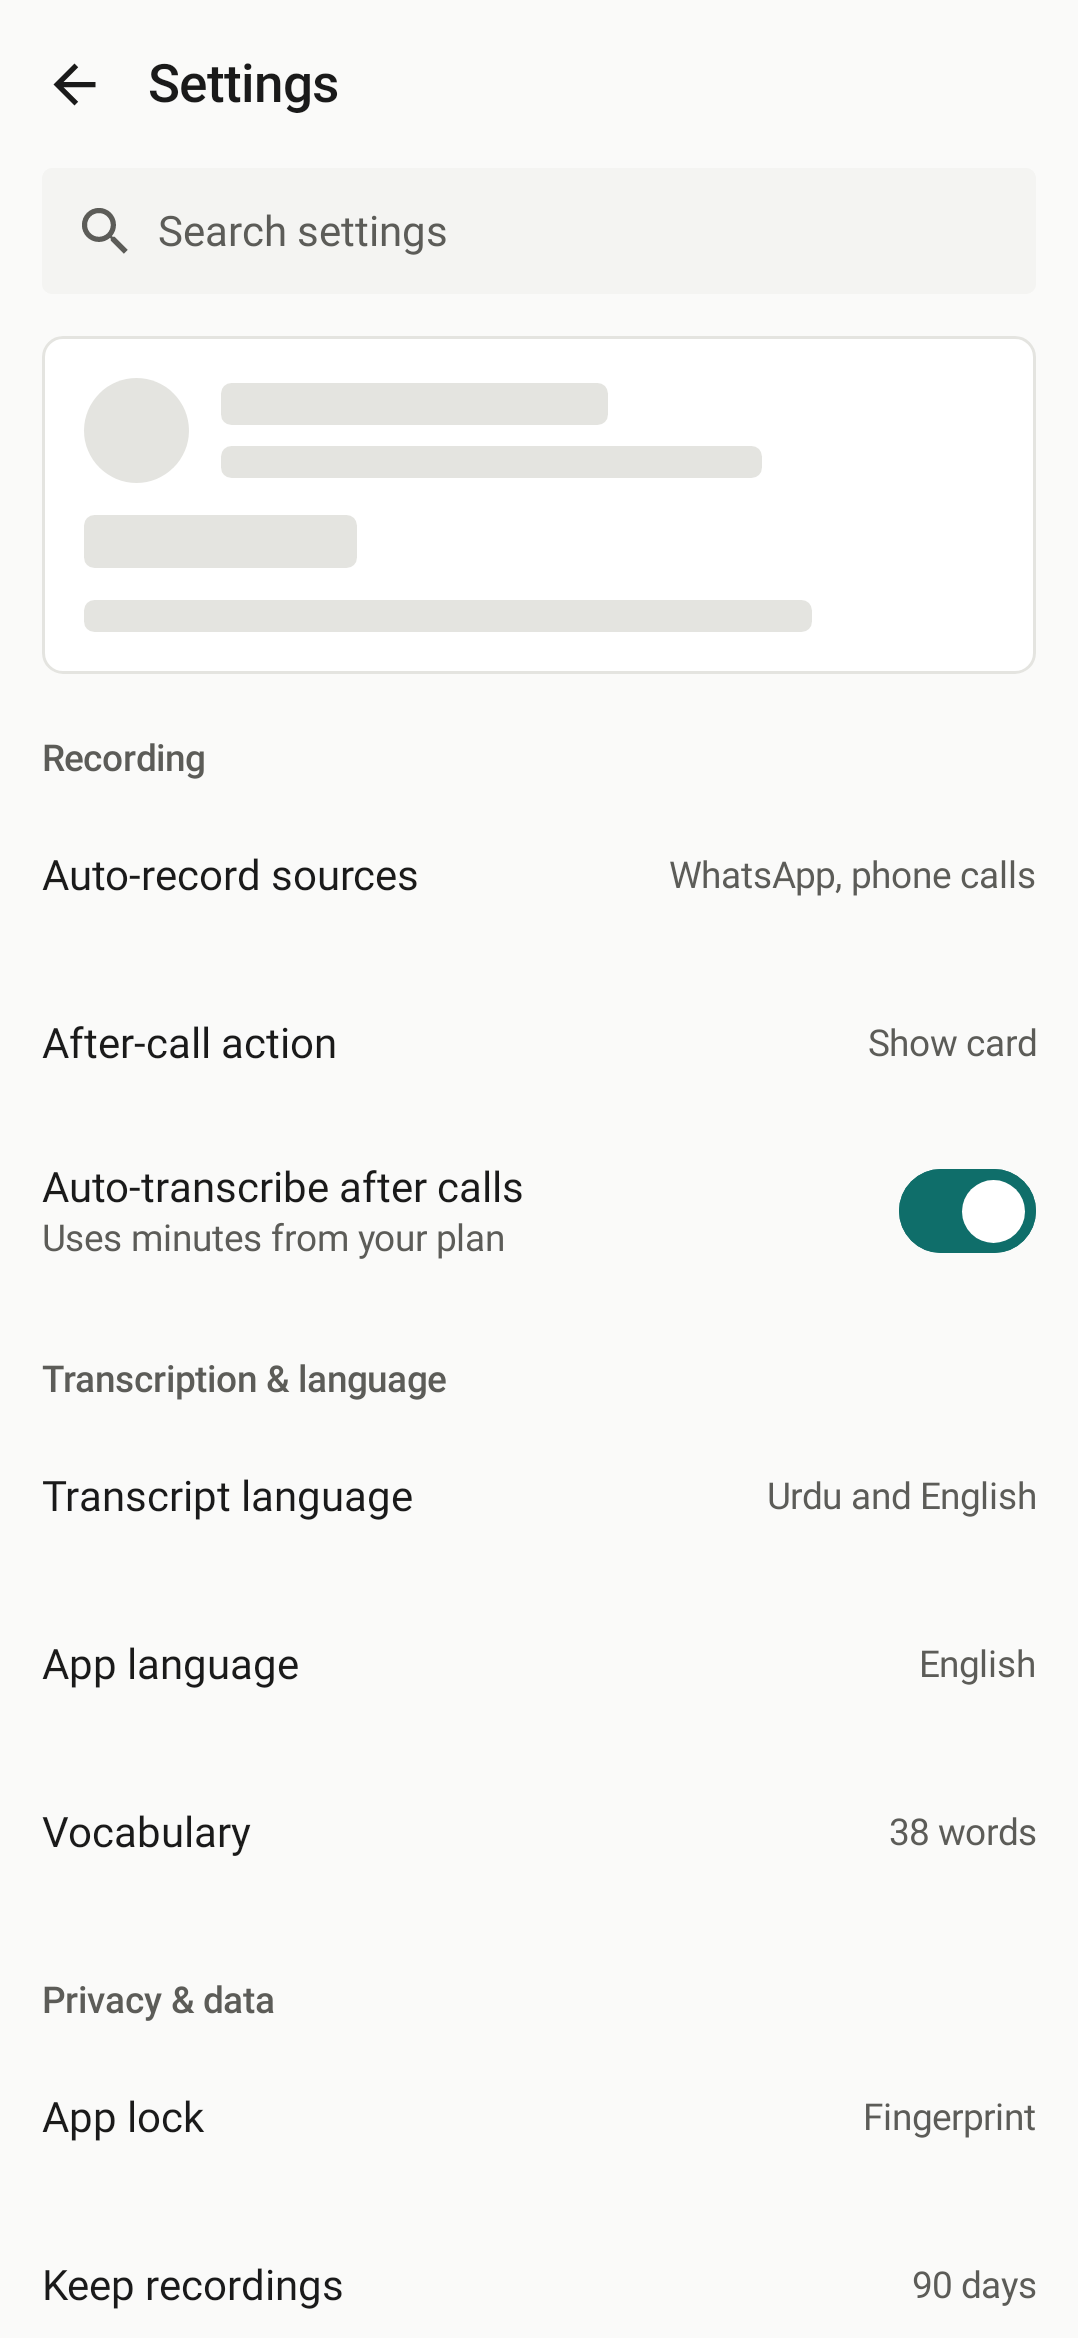 Settings
Search settings
Recording
Auto-record sources
WhatsApp, phone calls
After-call action
Show card
Auto-transcribe after calls
Uses minutes from your plan
Transcription & language
Transcript language
Urdu and English
App language
English
Vocabulary
38 words
Privacy & data
App lock
Fingerprint
Keep recordings
90 days